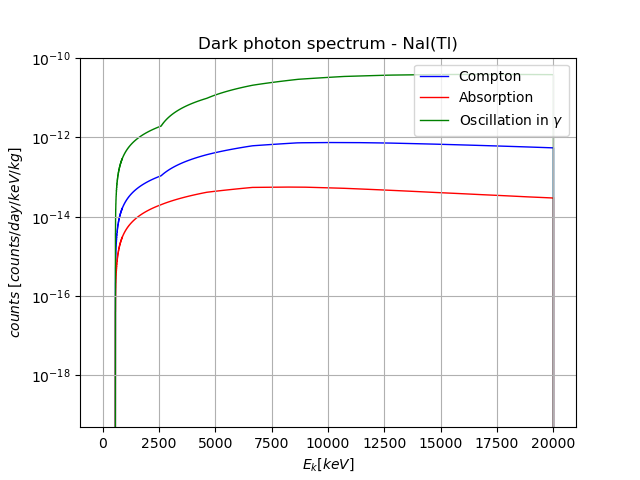 Dark photon spectrum - NaI(Tl)
counts [counts/day/keV/kg]
10⁻¹⁰
10⁻¹²
10⁻¹⁴
10⁻¹⁶
10⁻¹⁸
Compton
Absorption
Oscillation in γ
0 2500 5000 7500 10000 12500 15000 17500 20000
E_k[keV]